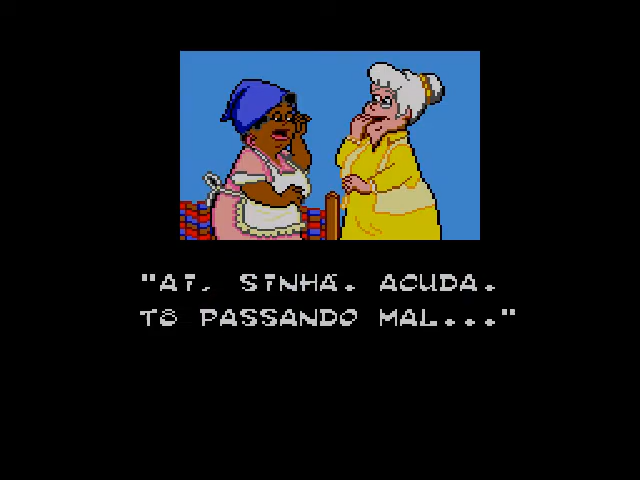 "AI, SINHÁ. ACUDA.
TÔ PASSANDO MAL..."